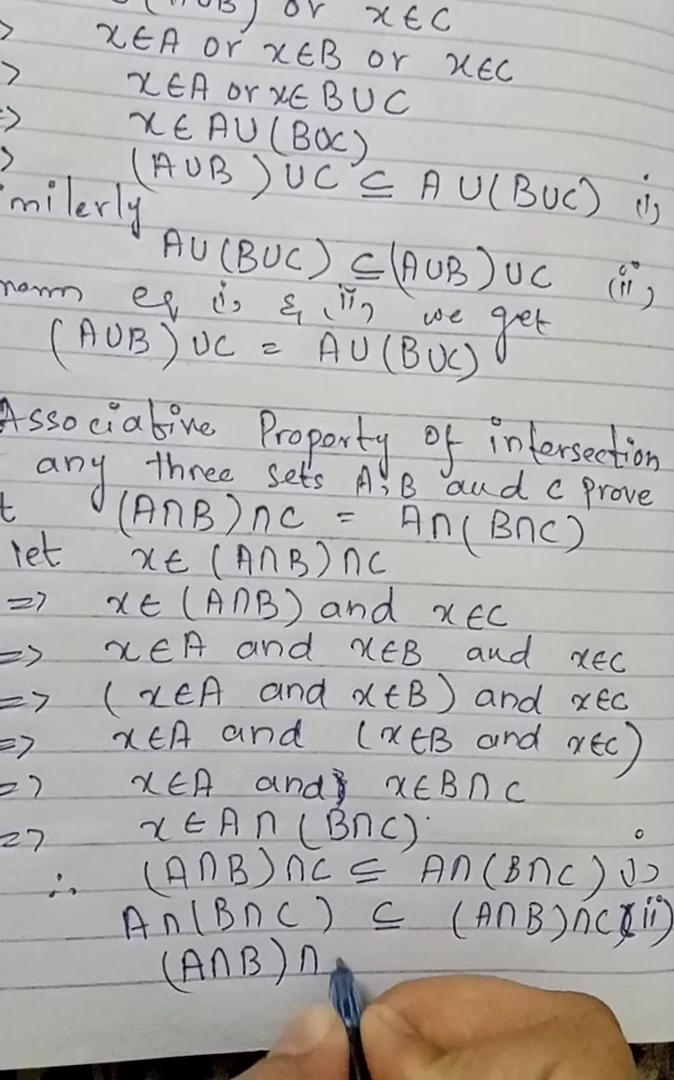 or x∈C
x∈A or x∈B or x∈C
x∈A or x∈ B∪C
=> x∈ A∪(B∪C)
(A∪B)∪C ⊆ A∪(B∪C) (i)
milerly
A∪(B∪C) ⊆ (A∪B)∪C (ii)
eq (i) & (ii) we get
(A∪B)∪C = A∪(B∪C)
Associative Property of intersection
any three sets A, B and C prove
t (A∩B)∩C = A∩(B∩C)
let x∈ (A∩B)∩C
=> x∈ (A∩B) and x∈C
=> x∈A and x∈B and x∈C
=> (x∈A and x∈B) and x∈C
=> x∈A and (x∈B and x∈C)
=> x∈A and x∈B∩C
=> x∈A∩(B∩C)
∴ (A∩B)∩C ⊆ A∩(B∩C) (i)
A∩(B∩C) ⊆ (A∩B)∩C (ii)
(A∩B)∩